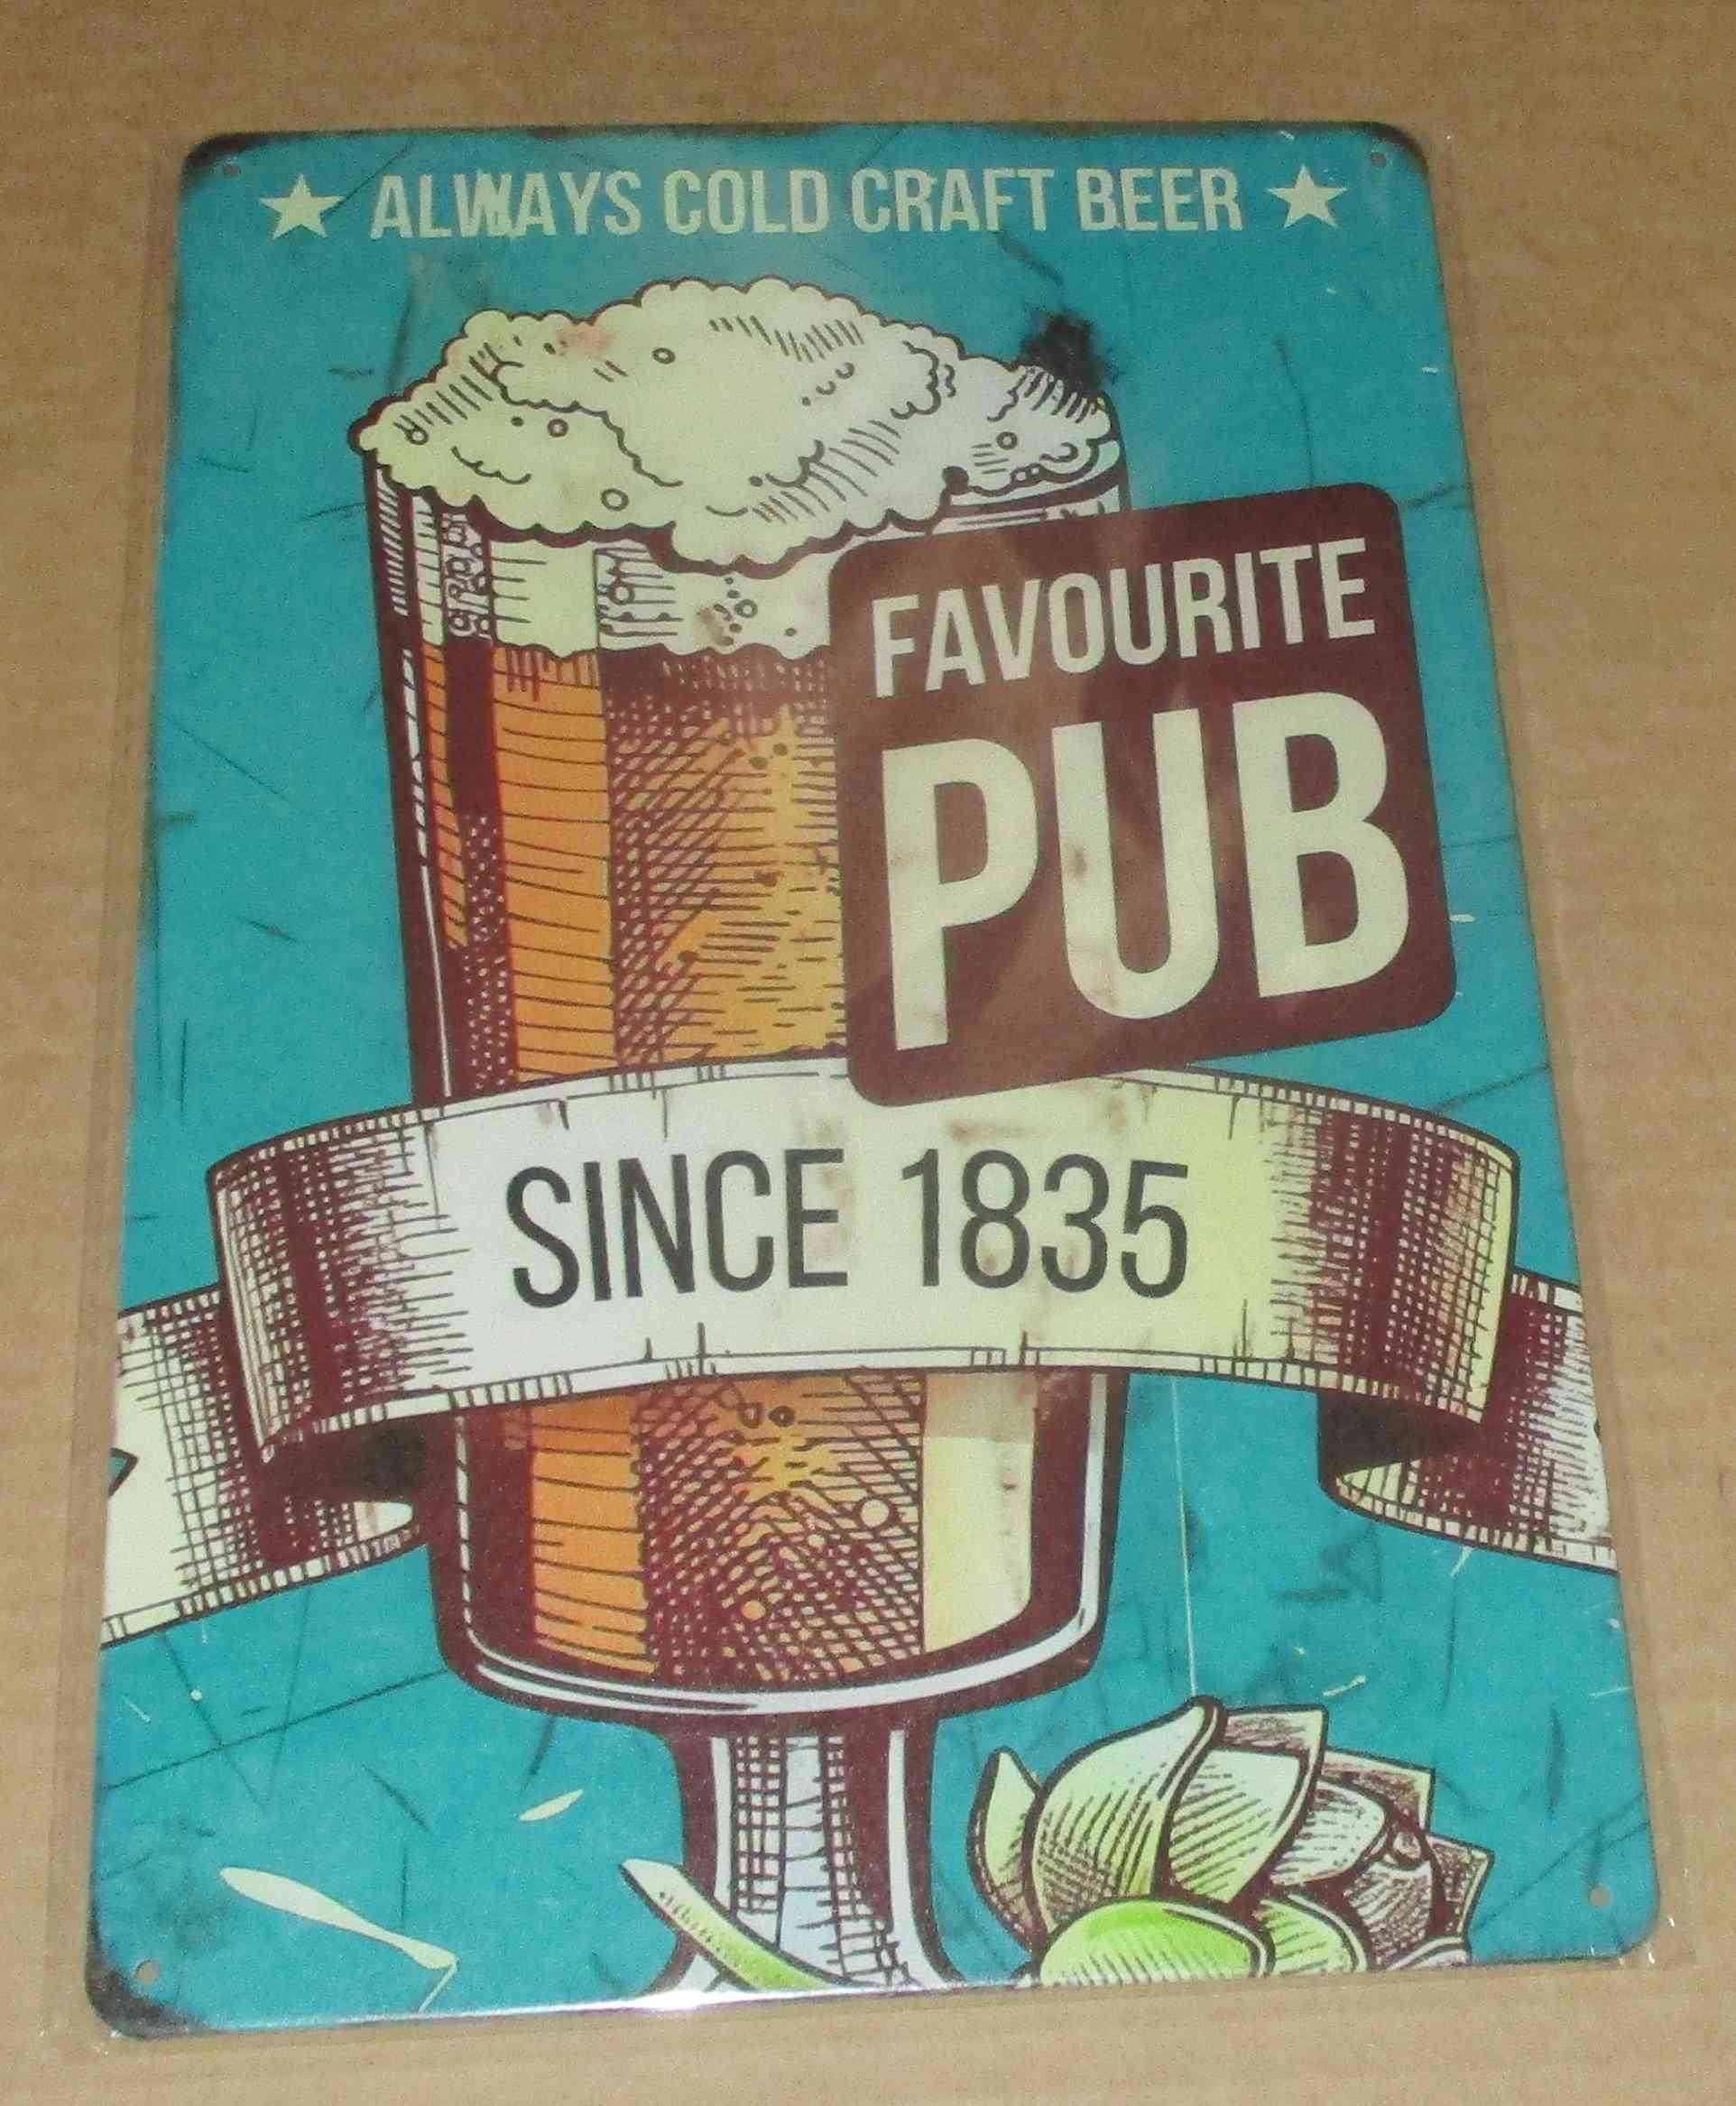 ★ ALWAYS COLD CRAFT BEER ★
FAVOURITE
PUB
SINCE 1835